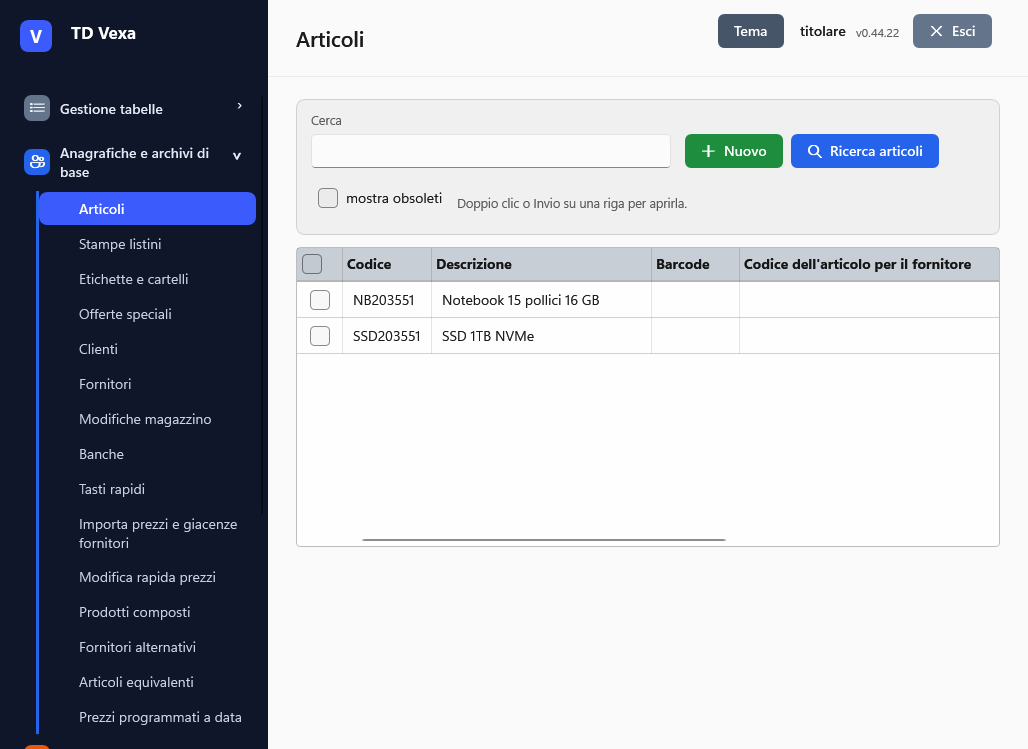 V
TD Vexa
Gestione tabelle
Anagrafiche e archivi di
base
Articoli
Stampe listini
Etichette e cartelli
Offerte speciali
Clienti
Fornitori
Modifiche magazzino
Banche
Tasti rapidi
Importa prezzi e giacenze
fornitori
Modifica rapida prezzi
Prodotti composti
Fornitori alternativi
Articoli equivalenti
Prezzi programmati a data
Articoli
Tema
titolare
v0.44.22
Esci
Cerca
Nuovo
Ricerca articoli
mostra obsoleti
Doppio clic o Invio su una riga per aprirla.
Codice Descrizione Barcode Codice dell'articolo per il fornitore
NB203551 Notebook 15 pollici 16 GB
SSD203551 SSD 1TB NVMe